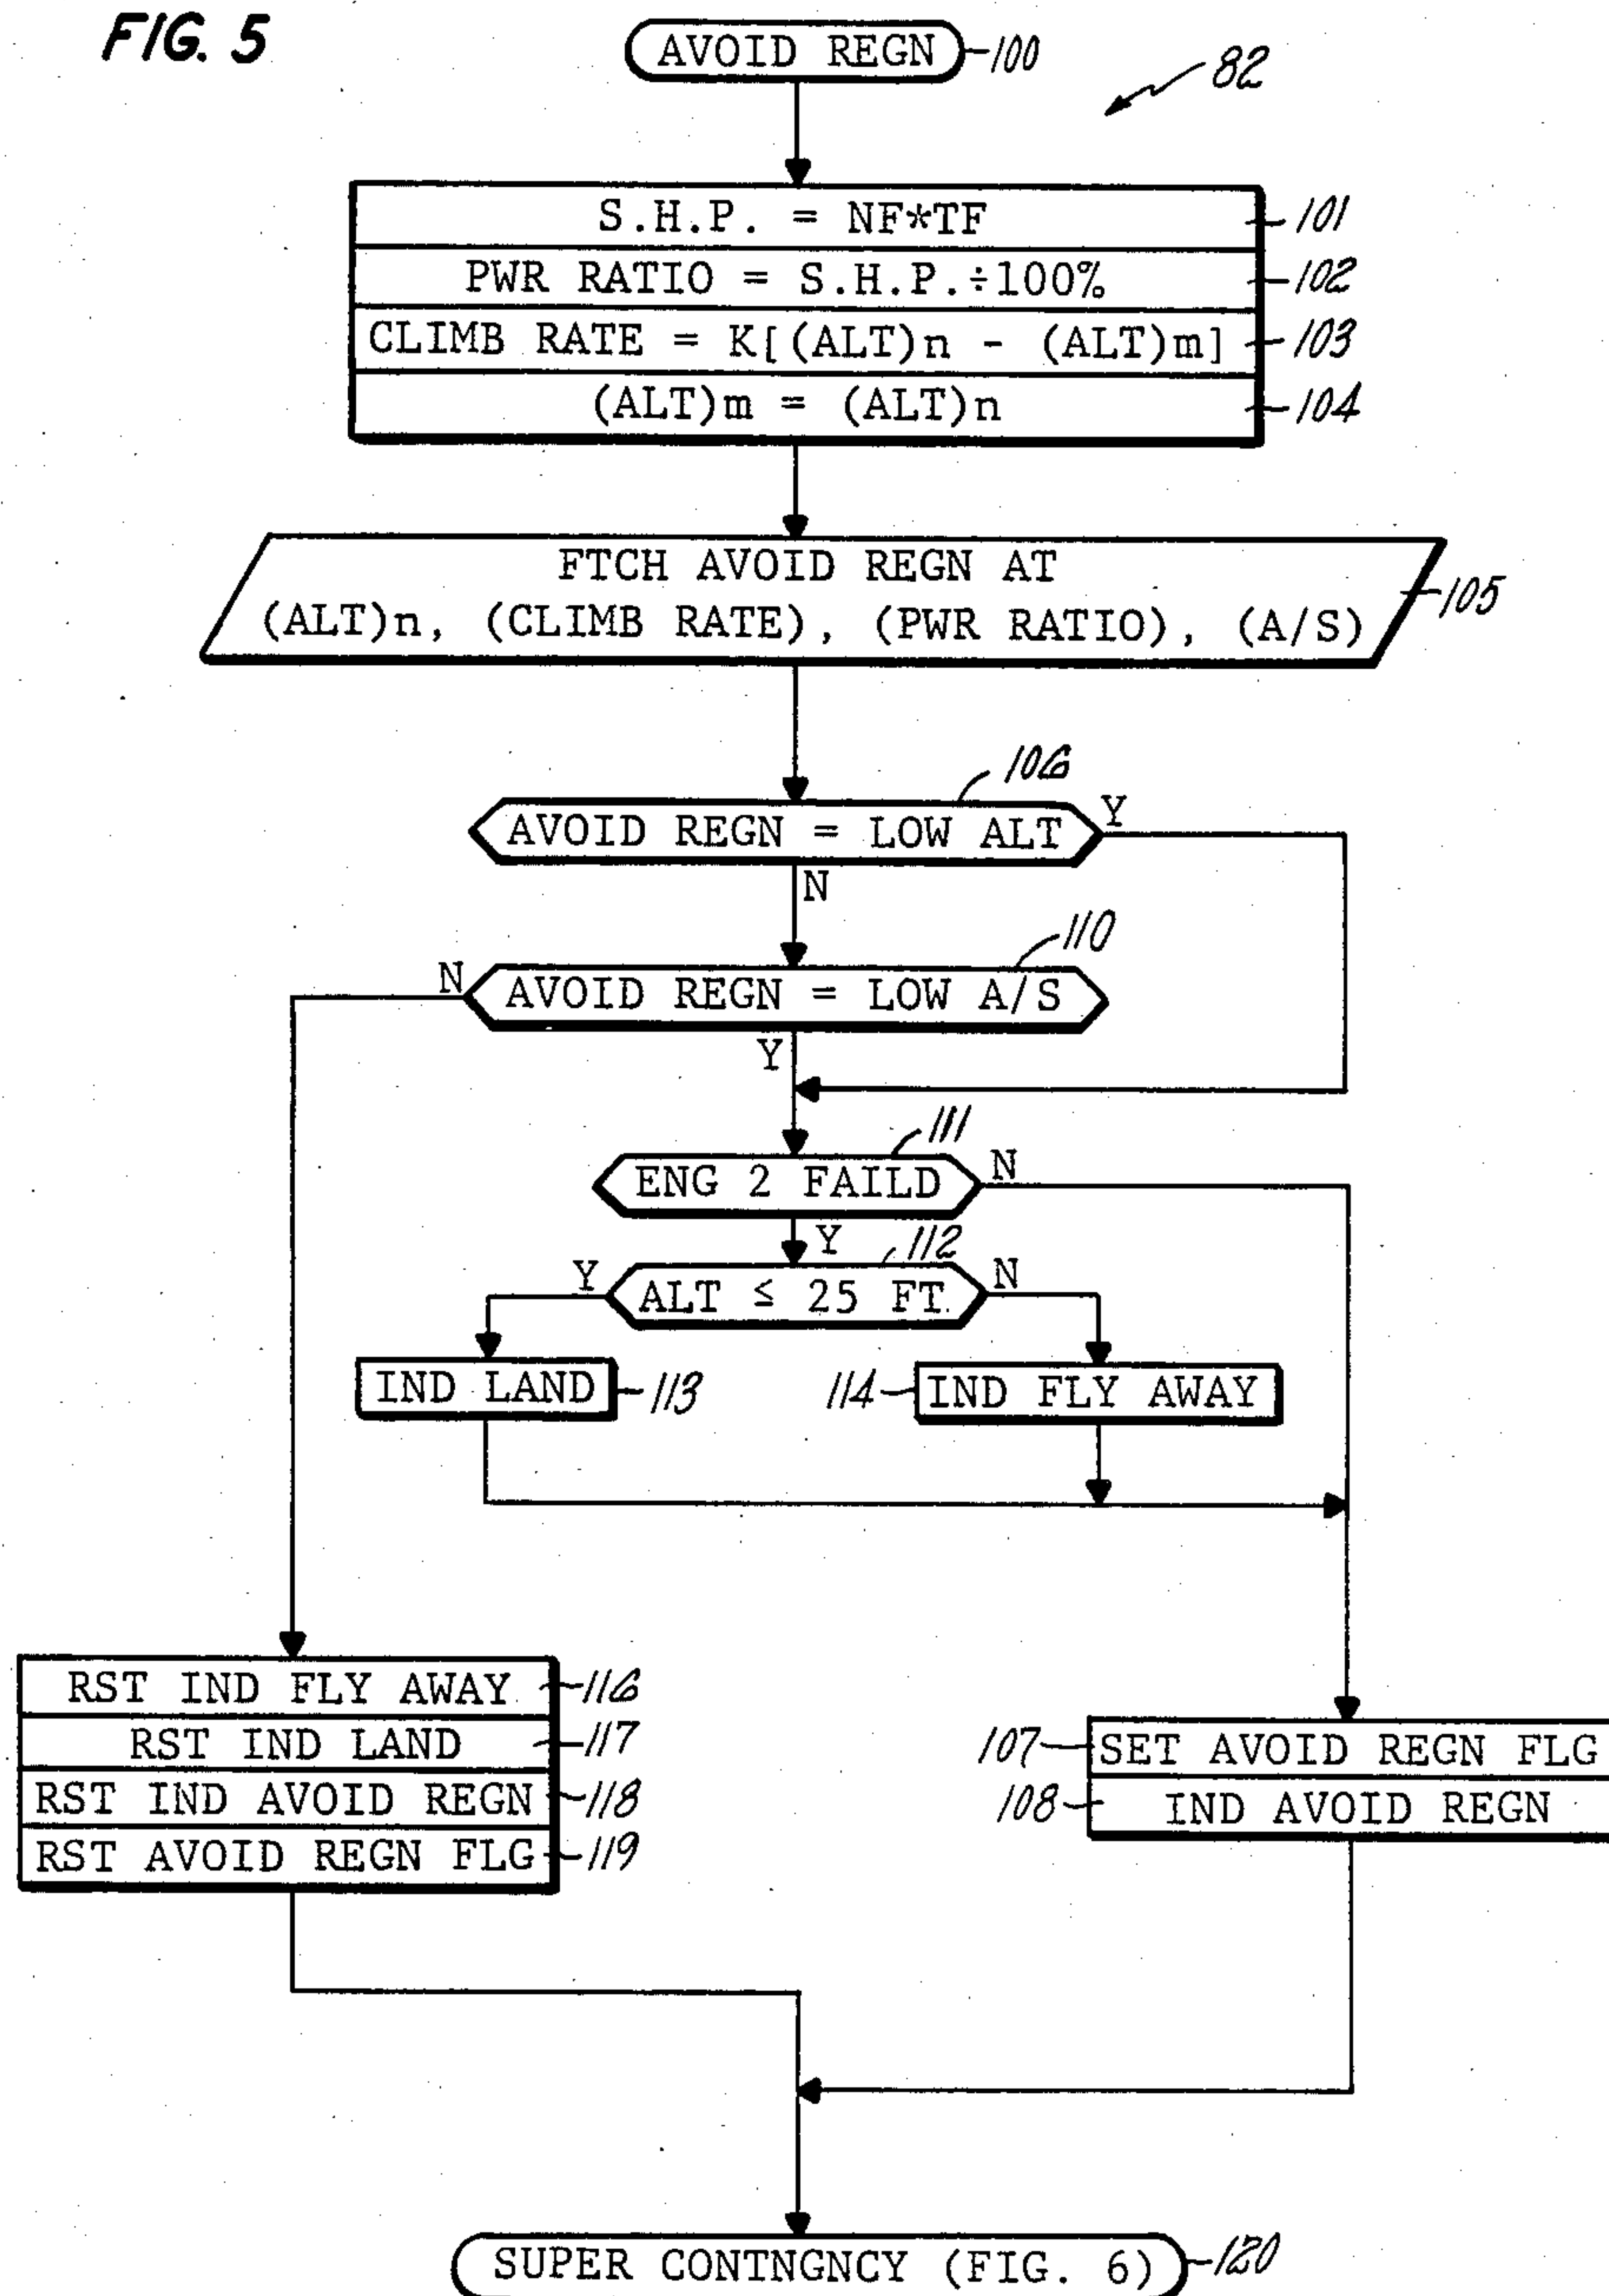 FIG. 5
AVOID REGN 100
82
S.H.P. = NF*TF 101
PWR RATIO = S.H.P.÷100% 102
CLIMB RATE = K[(ALT)n - (ALT)m] 103
(ALT)m = (ALT)n 104
FTCH AVOID REGN AT
(ALT)n, (CLIMB RATE), (PWR RATIO), (A/S) 105
106
AVOID REGN = LOW ALT Y
N
110
N AVOID REGN = LOW A/S
Y
111
ENG 2 FAILD N
Y 112
Y ALT ≤ 25 FT. N
IND LAND 113
114 IND FLY AWAY
RST IND FLY AWAY 116
RST IND LAND 117
RST IND AVOID REGN 118
RST AVOID REGN FLG 119
107 SET AVOID REGN FLG
108 IND AVOID REGN
SUPER CONTNGNCY (FIG. 6) 120